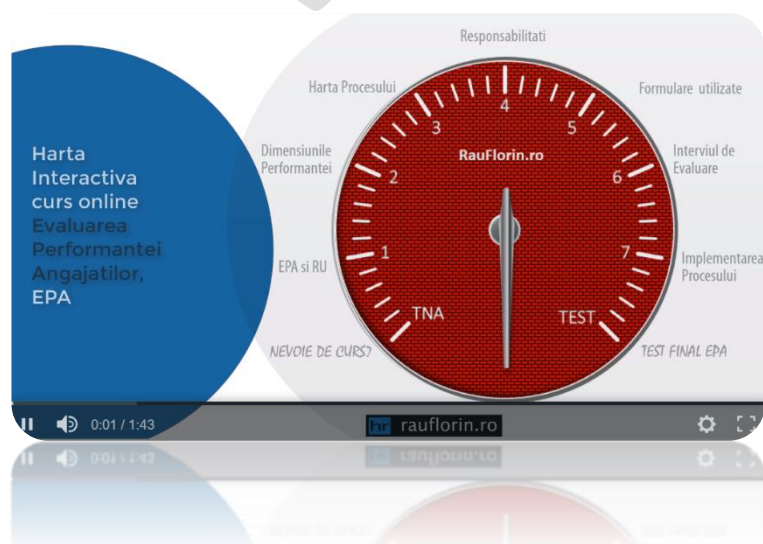 Harta
Interactiva
curs online
Evaluarea
Performantei
Angajatilor,
EPA
Responsabilitati
Harta Procesului
Formulare utilizate
Dimensiunile
Performantei
Interviul de
Evaluare
EPA si RU
Implementarea
Procesului
NEVOIE DE CURS?
TEST FINAL EPA
RauFlorin.ro
TNA
1
2
3
4
5
6
7
TEST
0:01 / 1:43
hr rauflorin.ro